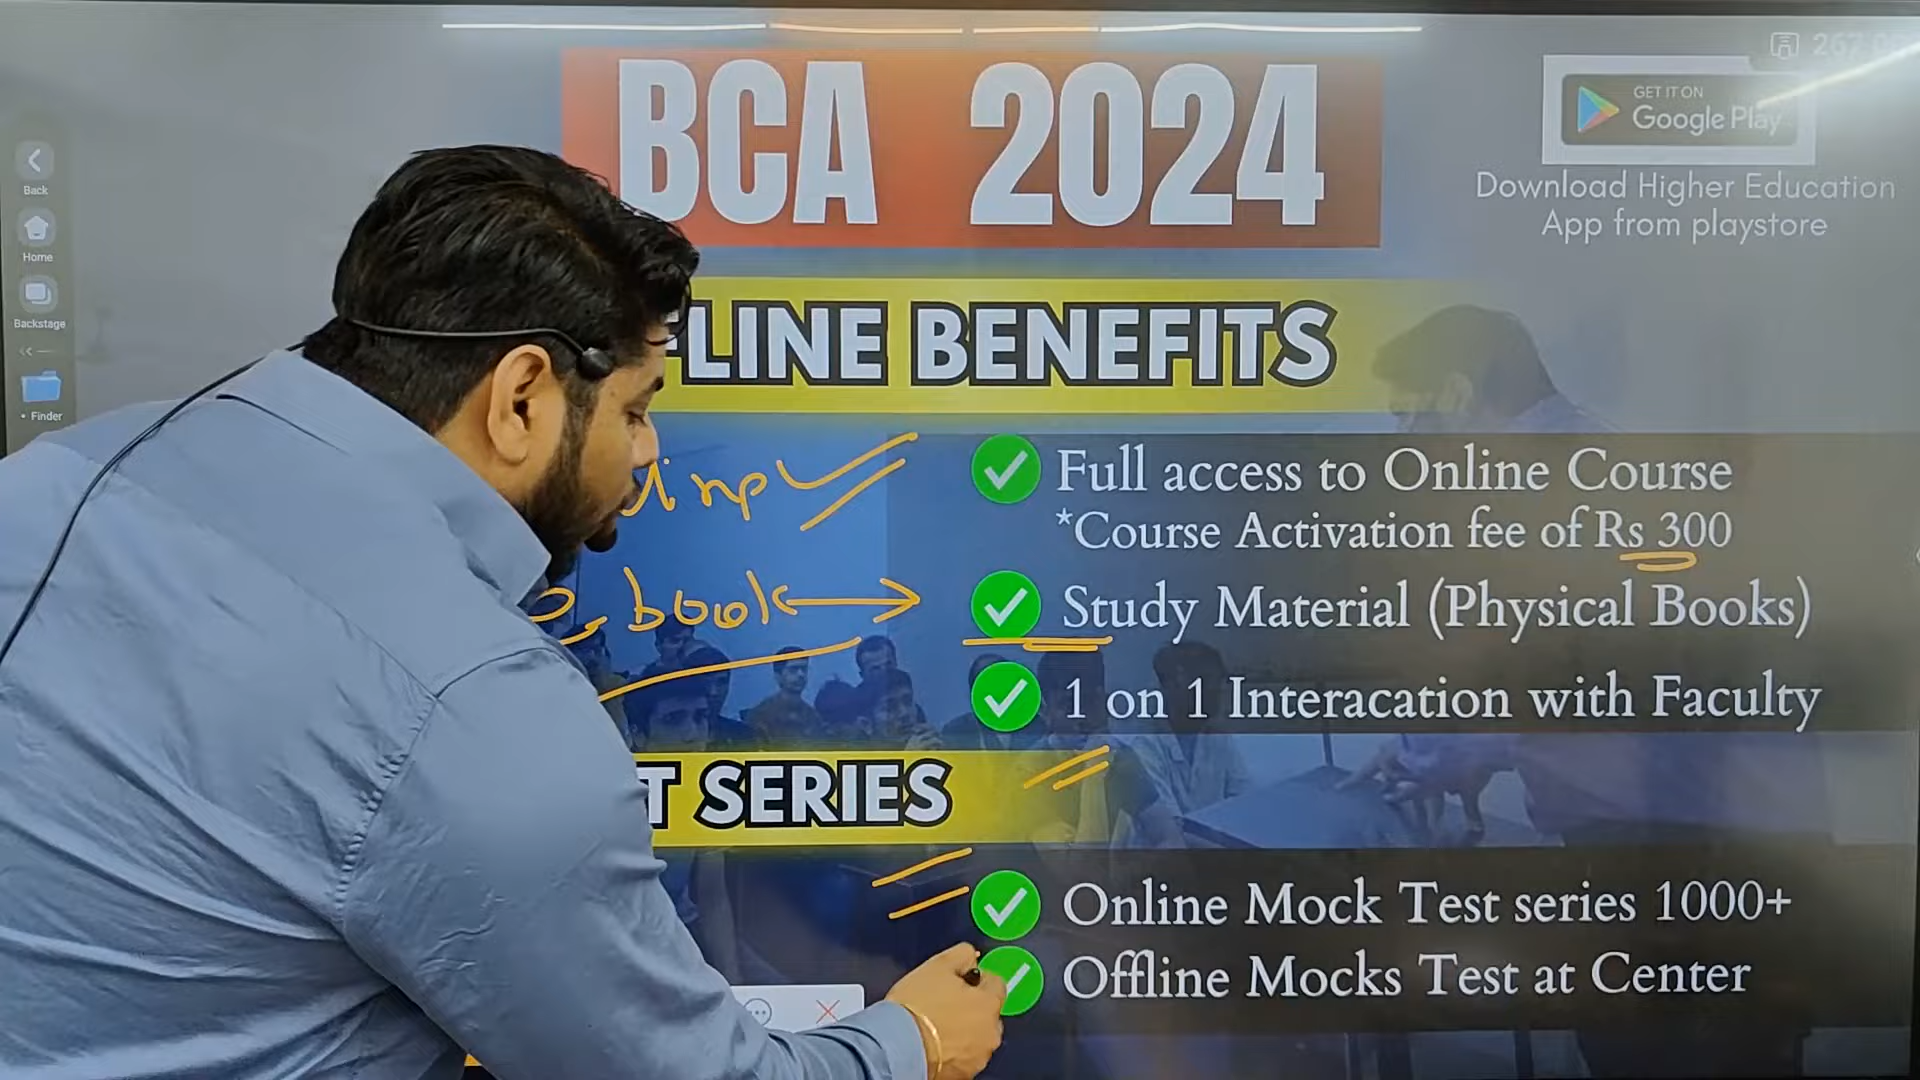 BCA 2024
GET IT ON
Google Play
Download Higher Education
App from playstore
Back
Home
Backstage
Finder
FLINE BENEFITS
Full access to Online Course
*Course Activation fee of Rs 300
e-book
Study Material (Physical Books)
1 on 1 Interacation with Faculty
T SERIES
Online Mock Test series 1000+
Offline Mocks Test at Center